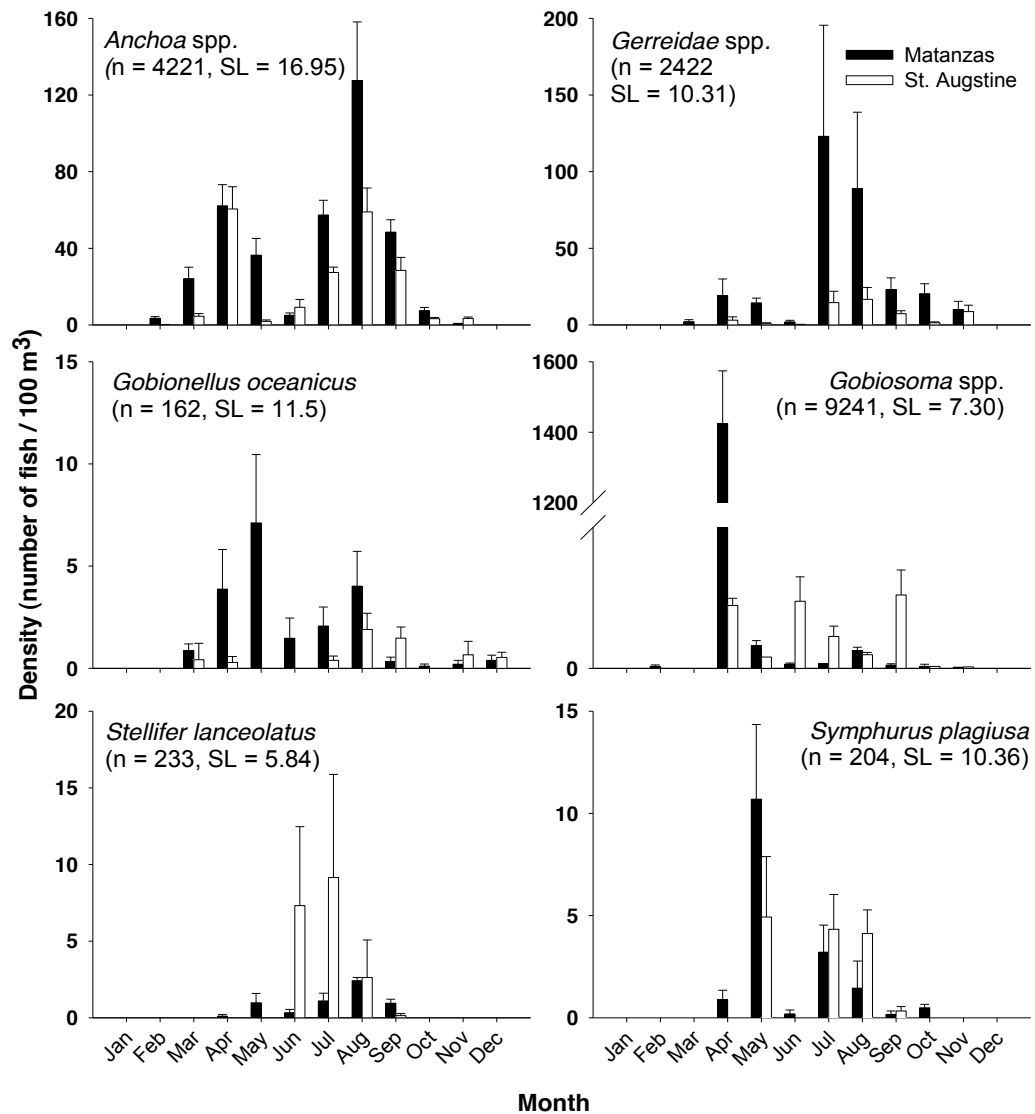 Density (number of fish / 100 m³)
160
120
80
40
0
Anchoa spp.
(n = 4221, SL = 16.95)
200
150
100
50
0
Gerreidae spp.
(n = 2422
SL = 10.31)
Matanzas
St. Augstine
15
10
5
0
Gobionellus oceanicus
(n = 162, SL = 11.5)
1600
1400
1200
0
Gobiosoma spp.
(n = 9241, SL = 7.30)
20
15
10
5
0
Stellifer lanceolatus
(n = 233, SL = 5.84)
Jan Feb Mar Apr May Jun Jul Aug Sep Oct Nov Dec
15
10
5
0
Symphurus plagiusa
(n = 204, SL = 10.36)
Jan Feb Mar Apr May Jun Jul Aug Sep Oct Nov Dec
Month